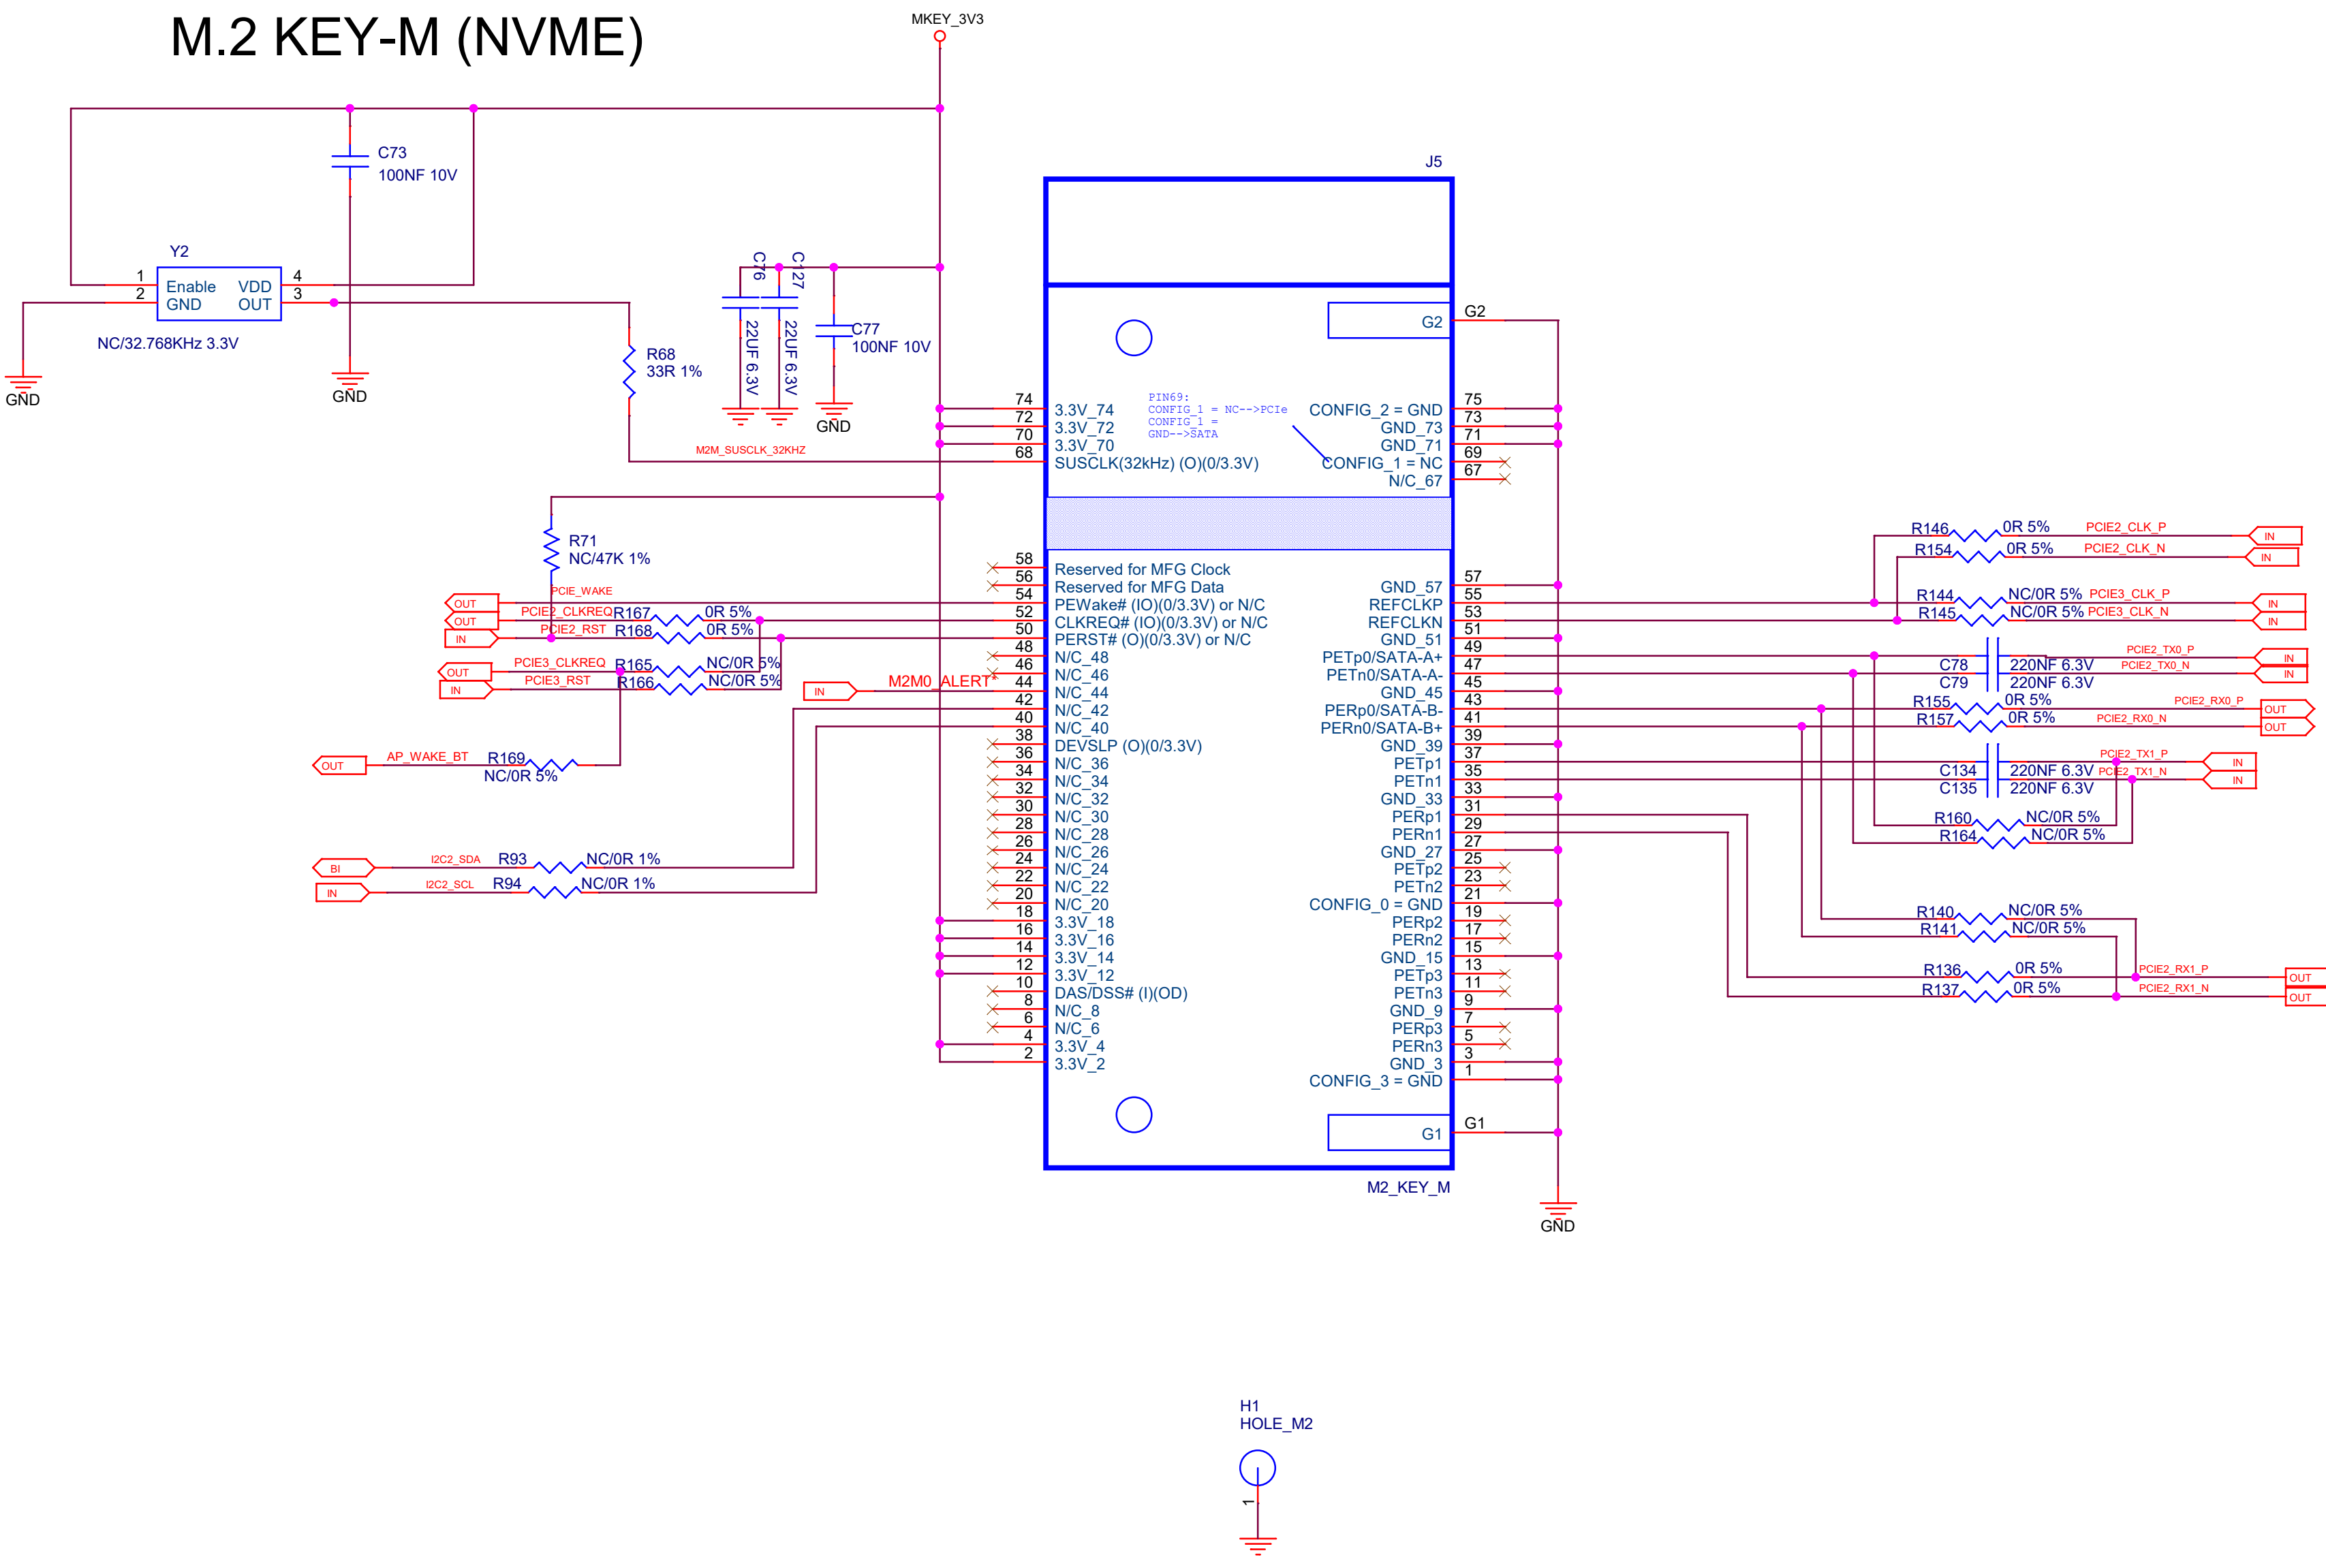 M.2 KEY-M (NVME)
MKEY_3V3
C73
100NF 10V
Y2
1 Enable VDD 4
2 GND OUT 3
NC/32.768KHz 3.3V
GND
GND
R68
33R 1%
C76
22UF 6.3V
C127
22UF 6.3V
C77
100NF 10V
GND
M2M_SUSCLK_32KHZ
R71
NC/47K 1%
PCIE_WAKE
OUT
OUT PCIE2_CLKREQ R167 0R 5%
IN PCIE2_RST R168 0R 5%
OUT PCIE3_CLKREQ R165 NC/0R 5%
IN PCIE3_RST R166 NC/0R 5%
IN M2M0_ALERT*
OUT AP_WAKE_BT R169
NC/0R 5%
BI I2C2_SDA R93 NC/0R 1%
IN I2C2_SCL R94 NC/0R 1%
J5
G2 G2
PIN69:
CONFIG_1 = NC-->PCIe
CONFIG_1 =
GND-->SATA
74 3.3V_74
72 3.3V_72
70 3.3V_70
68 SUSCLK(32kHz) (O)(0/3.3V)
58 Reserved for MFG Clock
56 Reserved for MFG Data
54 PEWake# (IO)(0/3.3V) or N/C
52 CLKREQ# (IO)(0/3.3V) or N/C
50 PERST# (O)(0/3.3V) or N/C
48 N/C_48
46 N/C_46
44 N/C_44
42 N/C_42
40 N/C_40
38 DEVSLP (O)(0/3.3V)
36 N/C_36
34 N/C_34
32 N/C_32
30 N/C_30
28 N/C_28
26 N/C_26
24 N/C_24
22 N/C_22
20 N/C_20
18 3.3V_18
16 3.3V_16
14 3.3V_14
12 3.3V_12
10 DAS/DSS# (I)(OD)
8 N/C_8
6 N/C_6
4 3.3V_4
2 3.3V_2
CONFIG_2 = GND 75
GND_73 73
GND_71 71
CONFIG_1 = NC 69
N/C_67 67
GND_57 57
REFCLKP 55
REFCLKN 53
GND_51 51
PETp0/SATA-A+ 49
PETn0/SATA-A- 47
GND_45 45
PERp0/SATA-B- 43
PERn0/SATA-B+ 41
GND_39 39
PETp1 37
PETn1 35
GND_33 33
PERp1 31
PERn1 29
GND_27 27
PETp2 25
PETn2 23
CONFIG_0 = GND 21
PERp2 19
PERn2 17
GND_15 15
PETp3 13
PETn3 11
GND_9 9
PERp3 7
PERn3 5
GND_3 3
CONFIG_3 = GND 1
G1 G1
M2_KEY_M
GND
R146 0R 5% PCIE2_CLK_P IN
R154 0R 5% PCIE2_CLK_N IN
R144 NC/0R 5% PCIE3_CLK_P IN
R145 NC/0R 5% PCIE3_CLK_N IN
PCIE2_TX0_P IN
C78 220NF 6.3V PCIE2_TX0_N IN
C79 220NF 6.3V
R155 0R 5% PCIE2_RX0_P OUT
R157 0R 5% PCIE2_RX0_N OUT
PCIE2_TX1_P IN
C134 220NF 6.3V PCIE2_TX1_N IN
C135 220NF 6.3V
R160 NC/0R 5%
R164 NC/0R 5%
R140 NC/0R 5%
R141 NC/0R 5%
R136 0R 5% PCIE2_RX1_P OUT
R137 0R 5% PCIE2_RX1_N OUT
H1
HOLE_M2
1